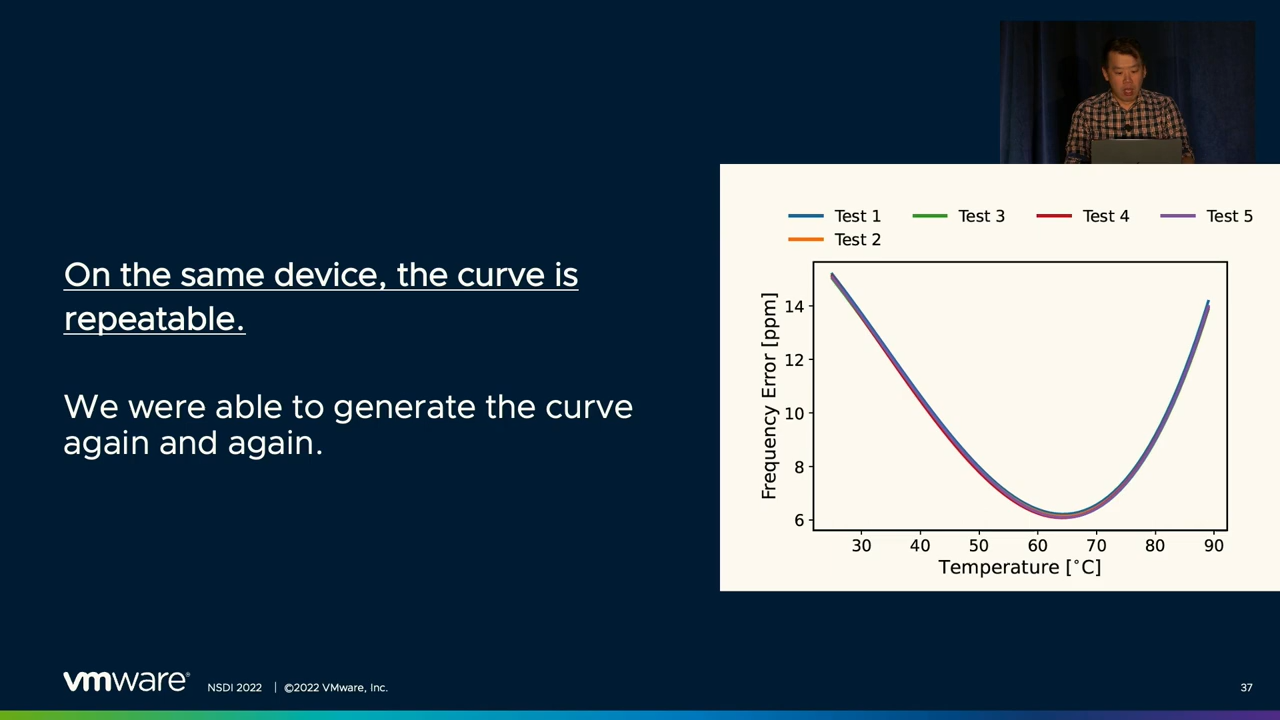 On the same device, the curve is
repeatable.
We were able to generate the curve
again and again.
Test 1 Test 3 Test 4 Test 5
Test 2
Frequency Error [ppm]
14
12
10
8
6
30 40 50 60 70 80 90
Temperature [°C]
vmware® NSDI 2022 | ©2022 VMware, Inc. 37